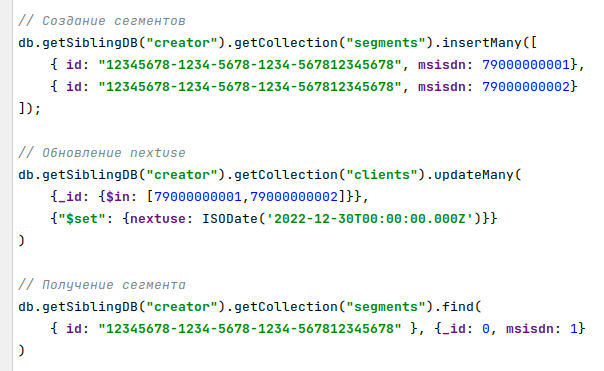 // Создание сегментов
db.getSiblingDB("creator").getCollection("segments").insertMany([
    { id: "12345678-1234-5678-1234-567812345678", msisdn: 79000000001},
    { id: "12345678-1234-5678-1234-567812345678", msisdn: 79000000002}
]);

// Обновление nextuse
db.getSiblingDB("creator").getCollection("clients").updateMany(
    {_id: {$in: [79000000001,79000000002]}},
    {"$set": {nextuse: ISODate('2022-12-30T00:00:00.000Z')}}
)

// Получение сегмента
db.getSiblingDB("creator").getCollection("segments").find(
    { id: "12345678-1234-5678-1234-567812345678" }, {_id: 0, msisdn: 1}
)